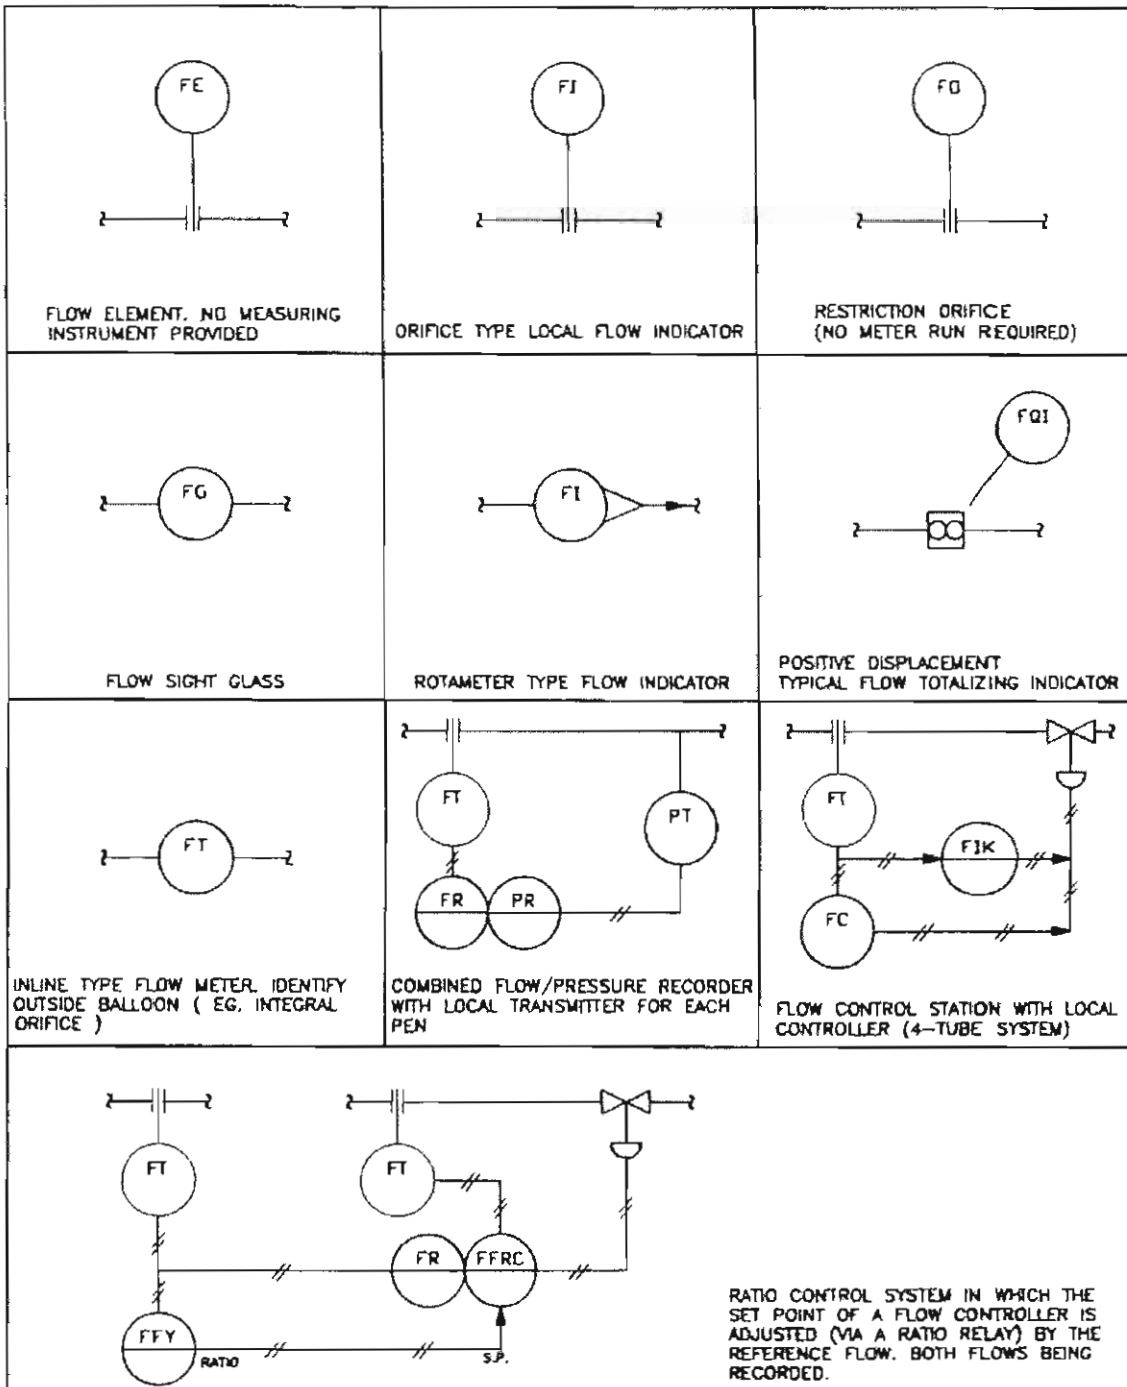 FE
FLOW ELEMENT. NO MEASURING
INSTRUMENT PROVIDED
FI
ORIFICE TYPE LOCAL FLOW INDICATOR
FO
RESTRICTION ORIFICE
(NO METER RUN REQUIRED)
FG
FLOW SIGHT GLASS
FI
ROTAMETER TYPE FLOW INDICATOR
FQI
POSITIVE DISPLACEMENT
TYPICAL FLOW TOTALIZING INDICATOR
FT
INLINE TYPE FLOW METER. IDENTIFY
OUTSIDE BALLOON ( EG. INTEGRAL
ORIFICE )
FT
PT
FR
PR
COMBINED FLOW/PRESSURE RECORDER
WITH LOCAL TRANSMITTER FOR EACH
PEN
FT
FIK
FC
FLOW CONTROL STATION WITH LOCAL
CONTROLLER (4-TUBE SYSTEM)
FT
FT
FR
FFRC
FFY
RATIO
S.P.
RATIO CONTROL SYSTEM IN WHICH THE
SET POINT OF A FLOW CONTROLLER IS
ADJUSTED (VIA A RATIO RELAY) BY THE
REFERENCE FLOW. BOTH FLOWS BEING
RECORDED.